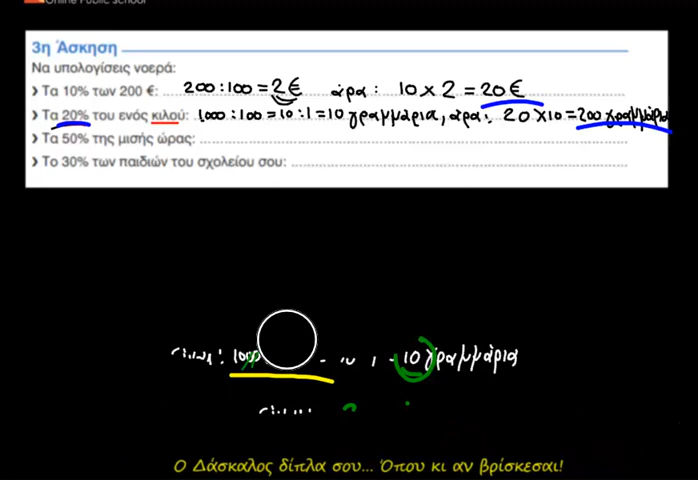 Online Public School
3η Άσκηση
Να υπολογίσεις νοερά:
› Τα 10% των 200 €: 200:100=2€ άρα: 10×2=20€
› Τα 20% του ενός κιλού: 1000:100=10:1=10 γραμμάρια, άρα: 20×10=200 γραμμάρια
› Τα 50% της μισής ώρας:
› Το 30% των παιδιών του σχολείου σου:
10 γραμμάρια
Ο Δάσκαλος δίπλα σου... Όπου κι αν βρίσκεσαι!